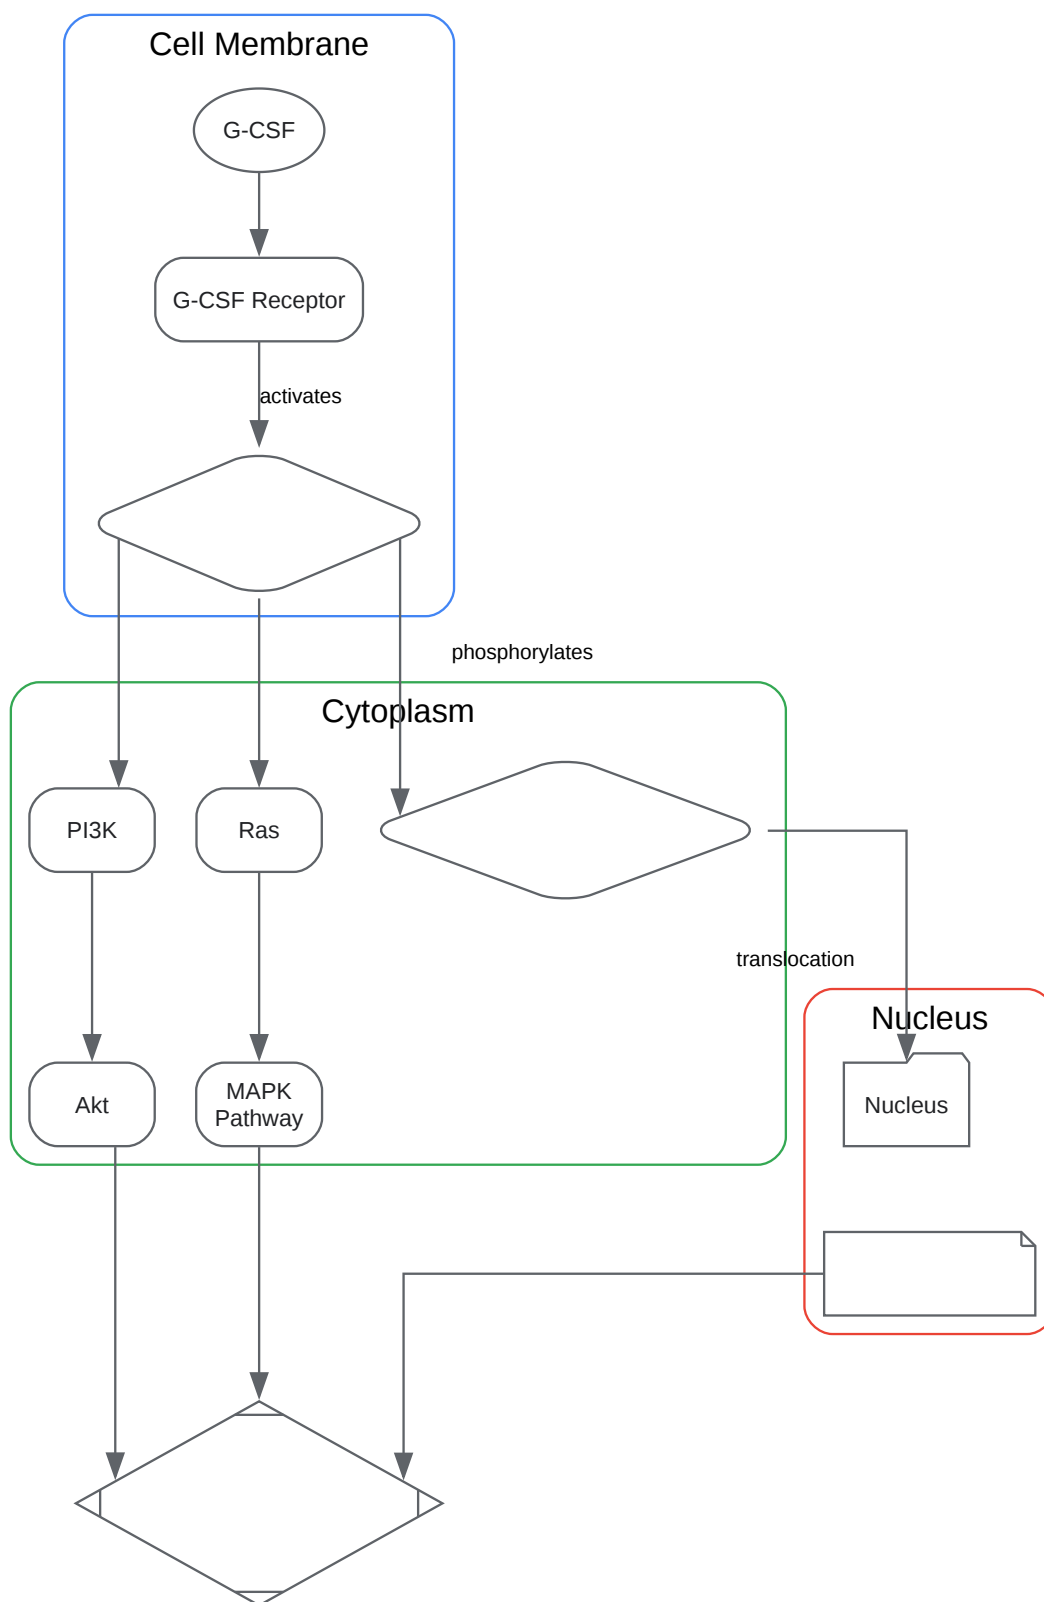 Cell Membrane
G-CSF
G-CSF Receptor
activates
phosphorylates
Cytoplasm
PI3K
Ras
translocation
Nucleus
Akt
MAPK
Pathway
Nucleus